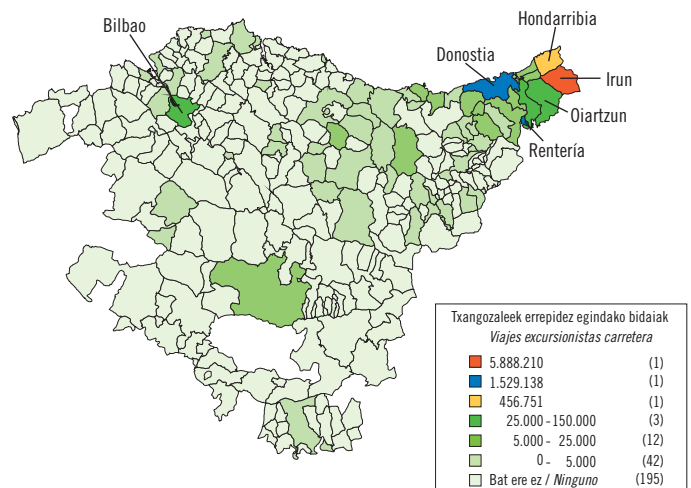 Hondarribia
Bilbao
Donostia
Irun
Oiartzun
Rentería
Txangozaleek errepidez egindako bidaiak
Viajes excursionistas carretera
5.888.210 (1)
1.529.138 (1)
456.751 (1)
25.000 - 150.000 (3)
5.000 - 25.000 (12)
0 - 5.000 (42)
Bat ere ez / Ninguno (195)